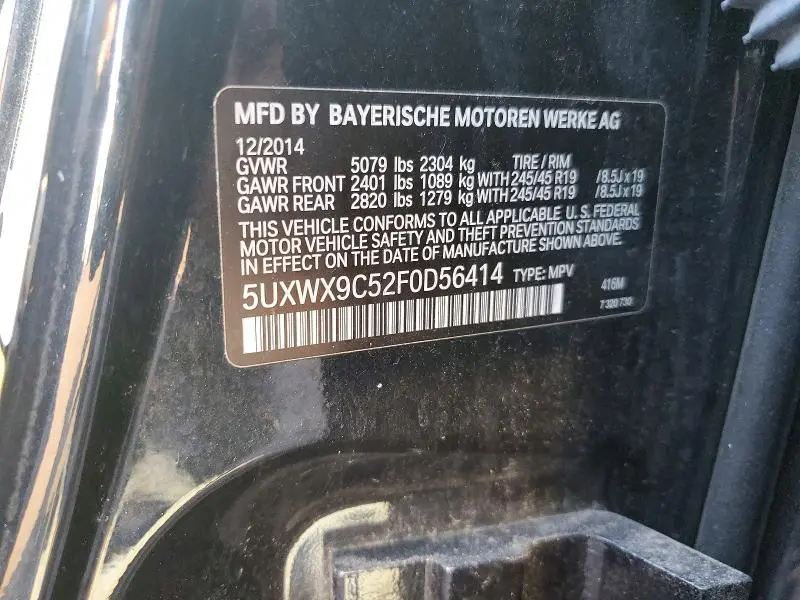 MFD BY BAYERISCHE MOTOREN WERKE AG
12/2014
GVWR 5079 lbs 2304 kg TIRE / RIM
GAWR FRONT 2401 lbs 1089 kg WITH 245/45 R19 /8.5J x 19
GAWR REAR 2820 lbs 1279 kg WITH 245/45 R19 /8.5J x 19
THIS VEHICLE CONFORMS TO ALL APPLICABLE U. S. FEDERAL
MOTOR VEHICLE SAFETY AND THEFT PREVENTION STANDARDS
IN EFFECT ON THE DATE OF MANUFACTURE SHOWN ABOVE.
5UXWX9C52F0D56414 TYPE: MPV 416M
7 320 730